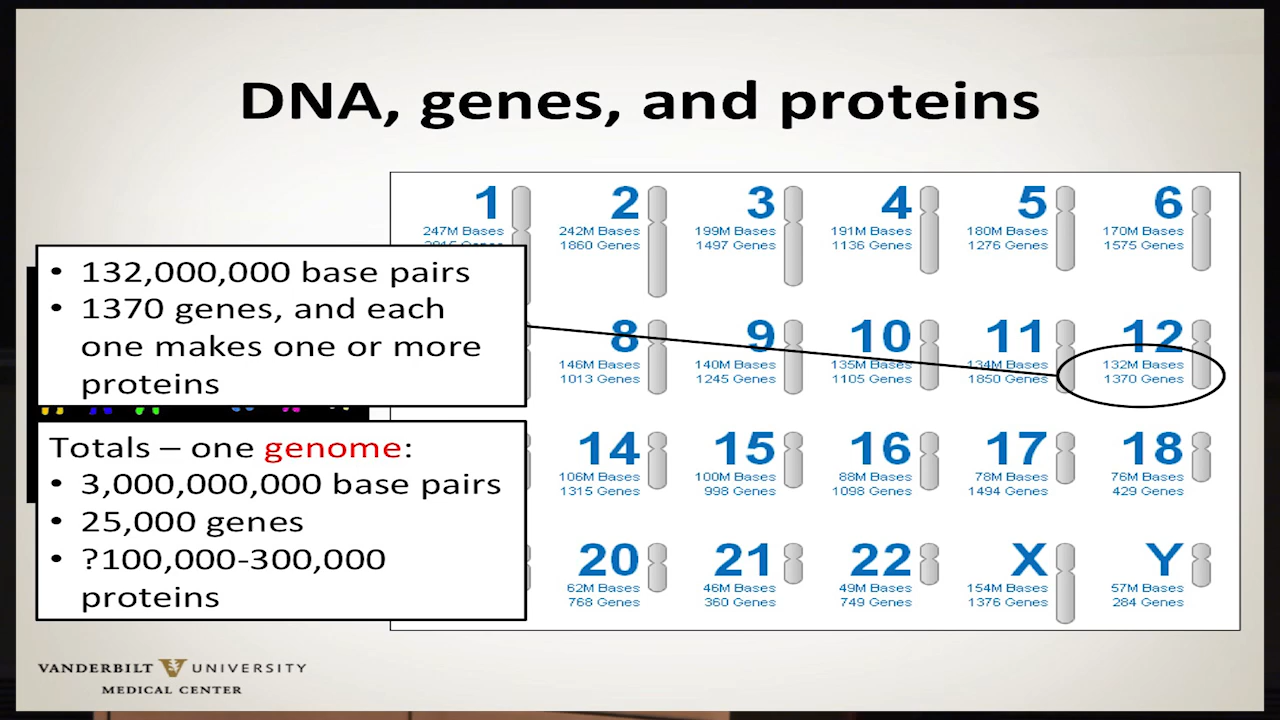 DNA, genes, and proteins
1
247M Bases
2
242M Bases
1860 Genes
3
199M Bases
1497 Genes
4
191M Bases
1136 Genes
5
180M Bases
1276 Genes
6
170M Bases
1575 Genes
• 132,000,000 base pairs
• 1370 genes, and each
one makes one or more
proteins
8
146M Bases
1013 Genes
9
140M Bases
1245 Genes
10
135M Bases
1105 Genes
11
134M Bases
1850 Genes
12
132M Bases
1370 Genes
Totals – one genome:
• 3,000,000,000 base pairs
• 25,000 genes
• ?100,000-300,000
proteins
14
106M Bases
1315 Genes
15
100M Bases
998 Genes
16
88M Bases
1098 Genes
17
78M Bases
1494 Genes
18
76M Bases
429 Genes
20
62M Bases
768 Genes
21
46M Bases
360 Genes
22
49M Bases
749 Genes
X
154M Bases
1376 Genes
Y
57M Bases
284 Genes
VANDERBILT V UNIVERSITY
MEDICAL CENTER